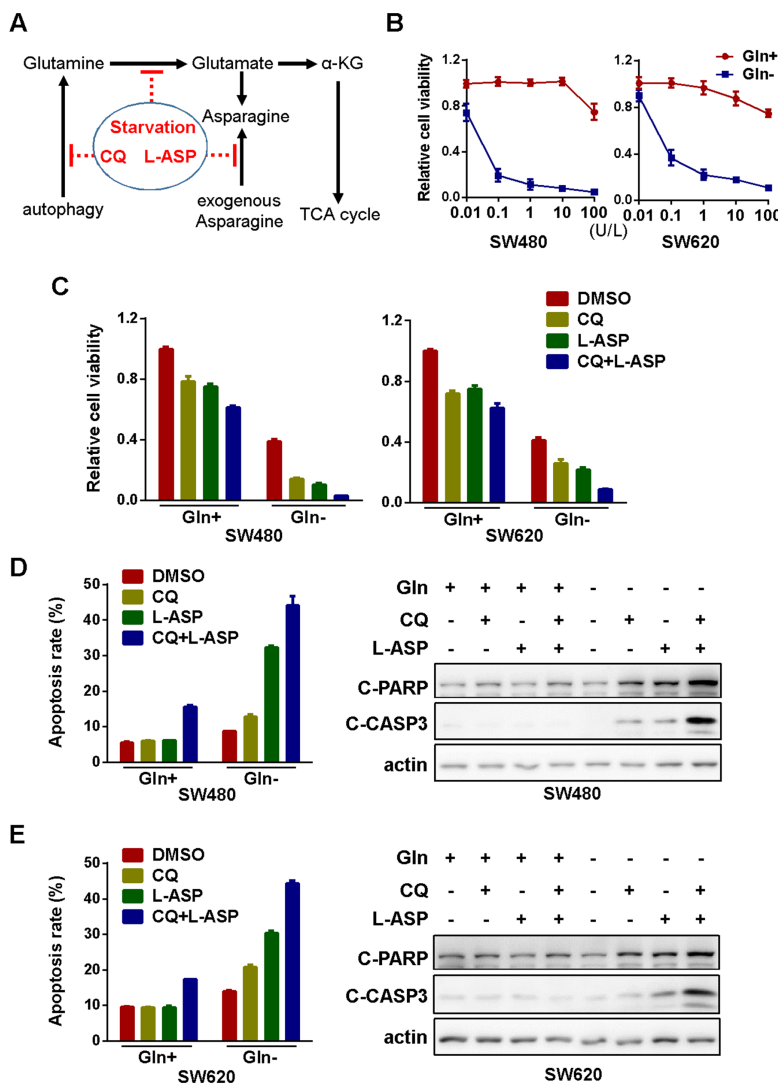 A
Glutamine
Glutamate
α-KG
Starvation
CQ L-ASP
Asparagine
autophagy
exogenous
Asparagine
TCA cycle
B
Gln+
Gln-
Relative cell viability
1.2
0.8
0.4
0.0
0.01 0.1 1 10 100
SW480
(U/L)
1.2
0.8
0.4
0.0
0.01 0.1 1 10 100
SW620
C
DMSO
CQ
L-ASP
CQ+L-ASP
Relative cell viability
1.2
0.8
0.4
0.0
Gln+ Gln-
SW480
1.2
0.8
0.4
0.0
Gln+ Gln-
SW620
D
Apoptosis rate (%)
50
40
30
20
10
0
DMSO
CQ
L-ASP
CQ+L-ASP
Gln+ Gln-
SW480
Gln + + + + - - - -
CQ - + - + - + - +
L-ASP - - + + - - + +
C-PARP
C-CASP3
actin
SW480
E
Apoptosis rate (%)
50
40
30
20
10
0
DMSO
CQ
L-ASP
CQ+L-ASP
Gln+ Gln-
SW620
Gln + + + + - - - -
CQ - + - + - + - +
L-ASP - - + + - - + +
C-PARP
C-CASP3
actin
SW620